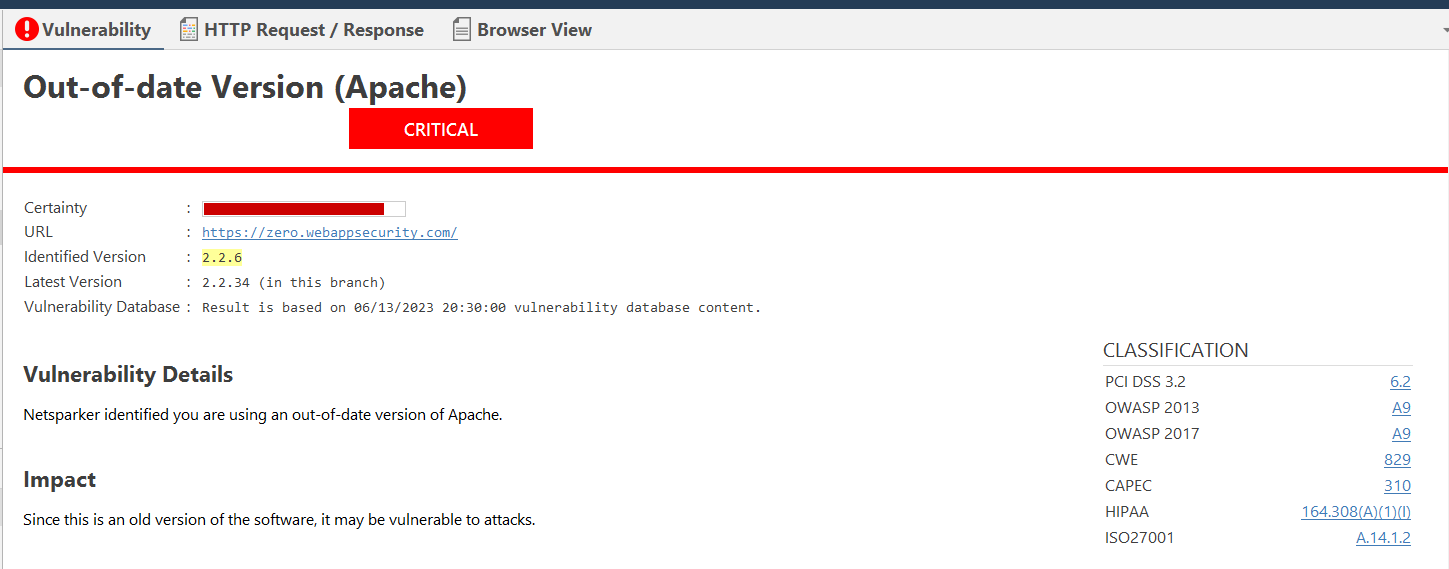 Vulnerability HTTP Request / Response Browser View
Out-of-date Version (Apache)
CRITICAL
Certainty :
URL : https://zero.webappsecurity.com/
Identified Version : 2.2.6
Latest Version : 2.2.34 (in this branch)
Vulnerability Database : Result is based on 06/13/2023 20:30:00 vulnerability database content.
Vulnerability Details
Netsparker identified you are using an out-of-date version of Apache.
Impact
Since this is an old version of the software, it may be vulnerable to attacks.
CLASSIFICATION
PCI DSS 3.2 6.2
OWASP 2013 A9
OWASP 2017 A9
CWE 829
CAPEC 310
HIPAA 164.308(A)(1)(I)
ISO27001 A.14.1.2